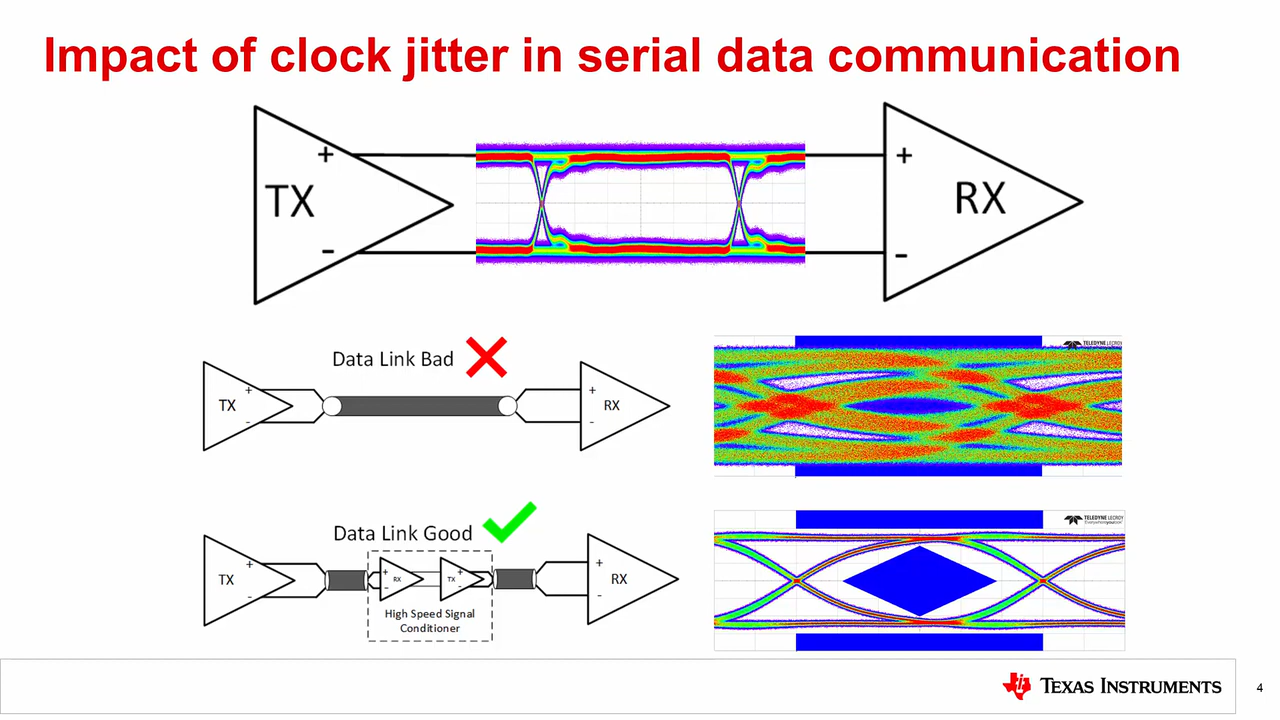 Impact of clock jitter in serial data communication
+
TX
-
+
RX
-
Data Link Bad
TX
+
-
+
RX
-
TELEDYNE LECROY
Data Link Good
TX
+
-
+
RX
-
TX
+
-
High Speed Signal
Conditioner
+
RX
-
TELEDYNE LECROY
Everywhereyoulook
TEXAS INSTRUMENTS
4